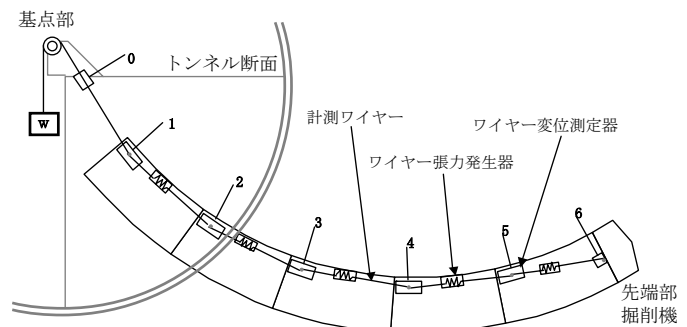 基点部
0
トンネル断面
W
1
計測ワイヤー
ワイヤー変位測定器
ワイヤー張力発生器
2
3
4
5
6
先端部
掘削機